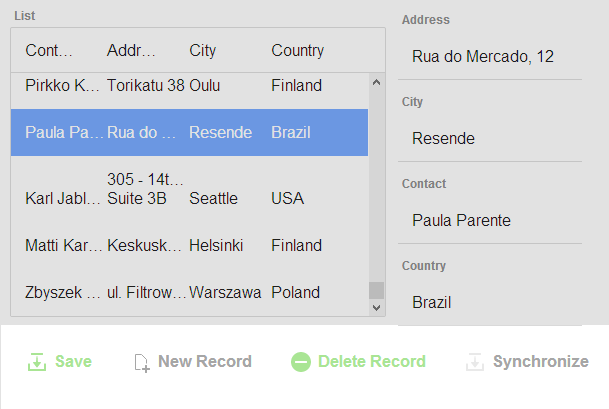 List
Cont... Addr... City Country
Pirkko K... Torikatu 38 Oulu Finland
Paula Pa... Rua do ... Resende Brazil
305 - 14t...
Karl Jabl... Suite 3B Seattle USA
Matti Kar... Keskusk... Helsinki Finland
Zbyszek ... ul. Filtrow... Warszawa Poland
Address
Rua do Mercado, 12
City
Resende
Contact
Paula Parente
Country
Brazil
Save New Record Delete Record Synchronize